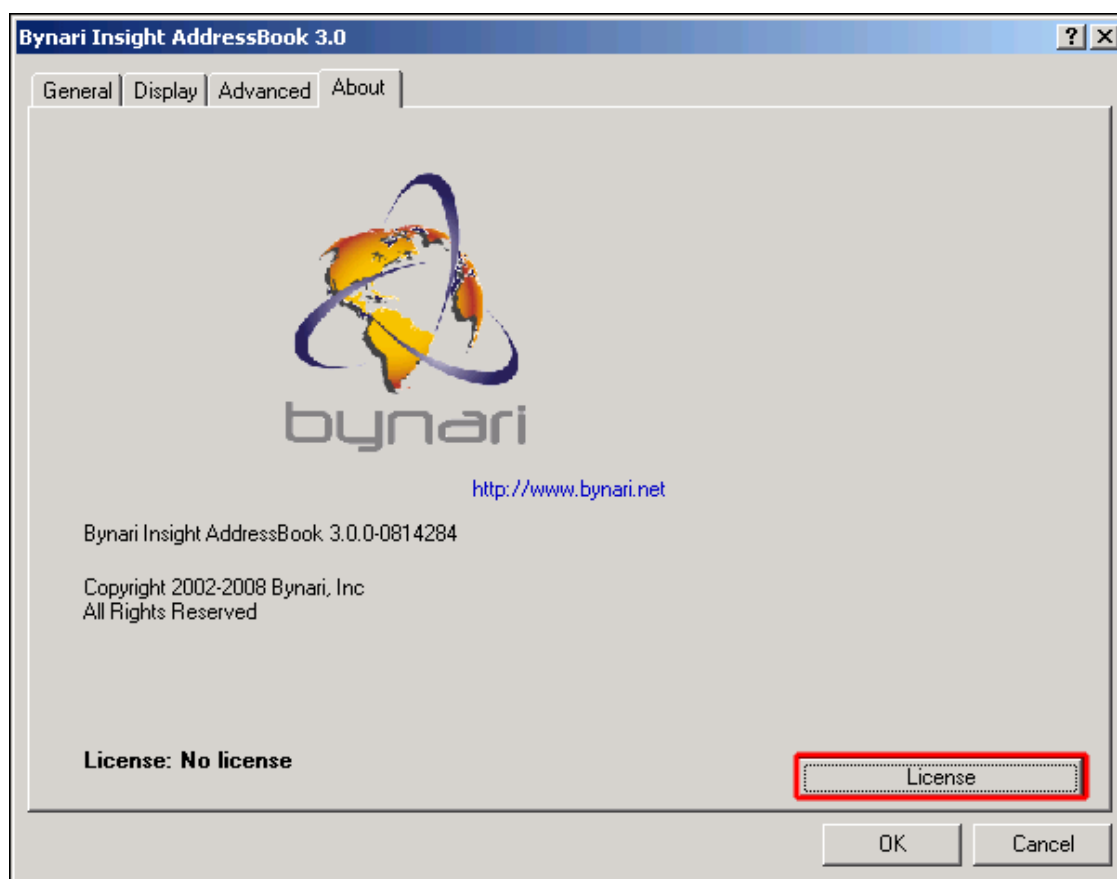 Bynari Insight AddressBook 3.0
General Display Advanced About
bynari
http://www.bynari.net
Bynari Insight AddressBook 3.0.0-0814284
Copyright 2002-2008 Bynari, Inc
All Rights Reserved
License: No license
License
OK Cancel